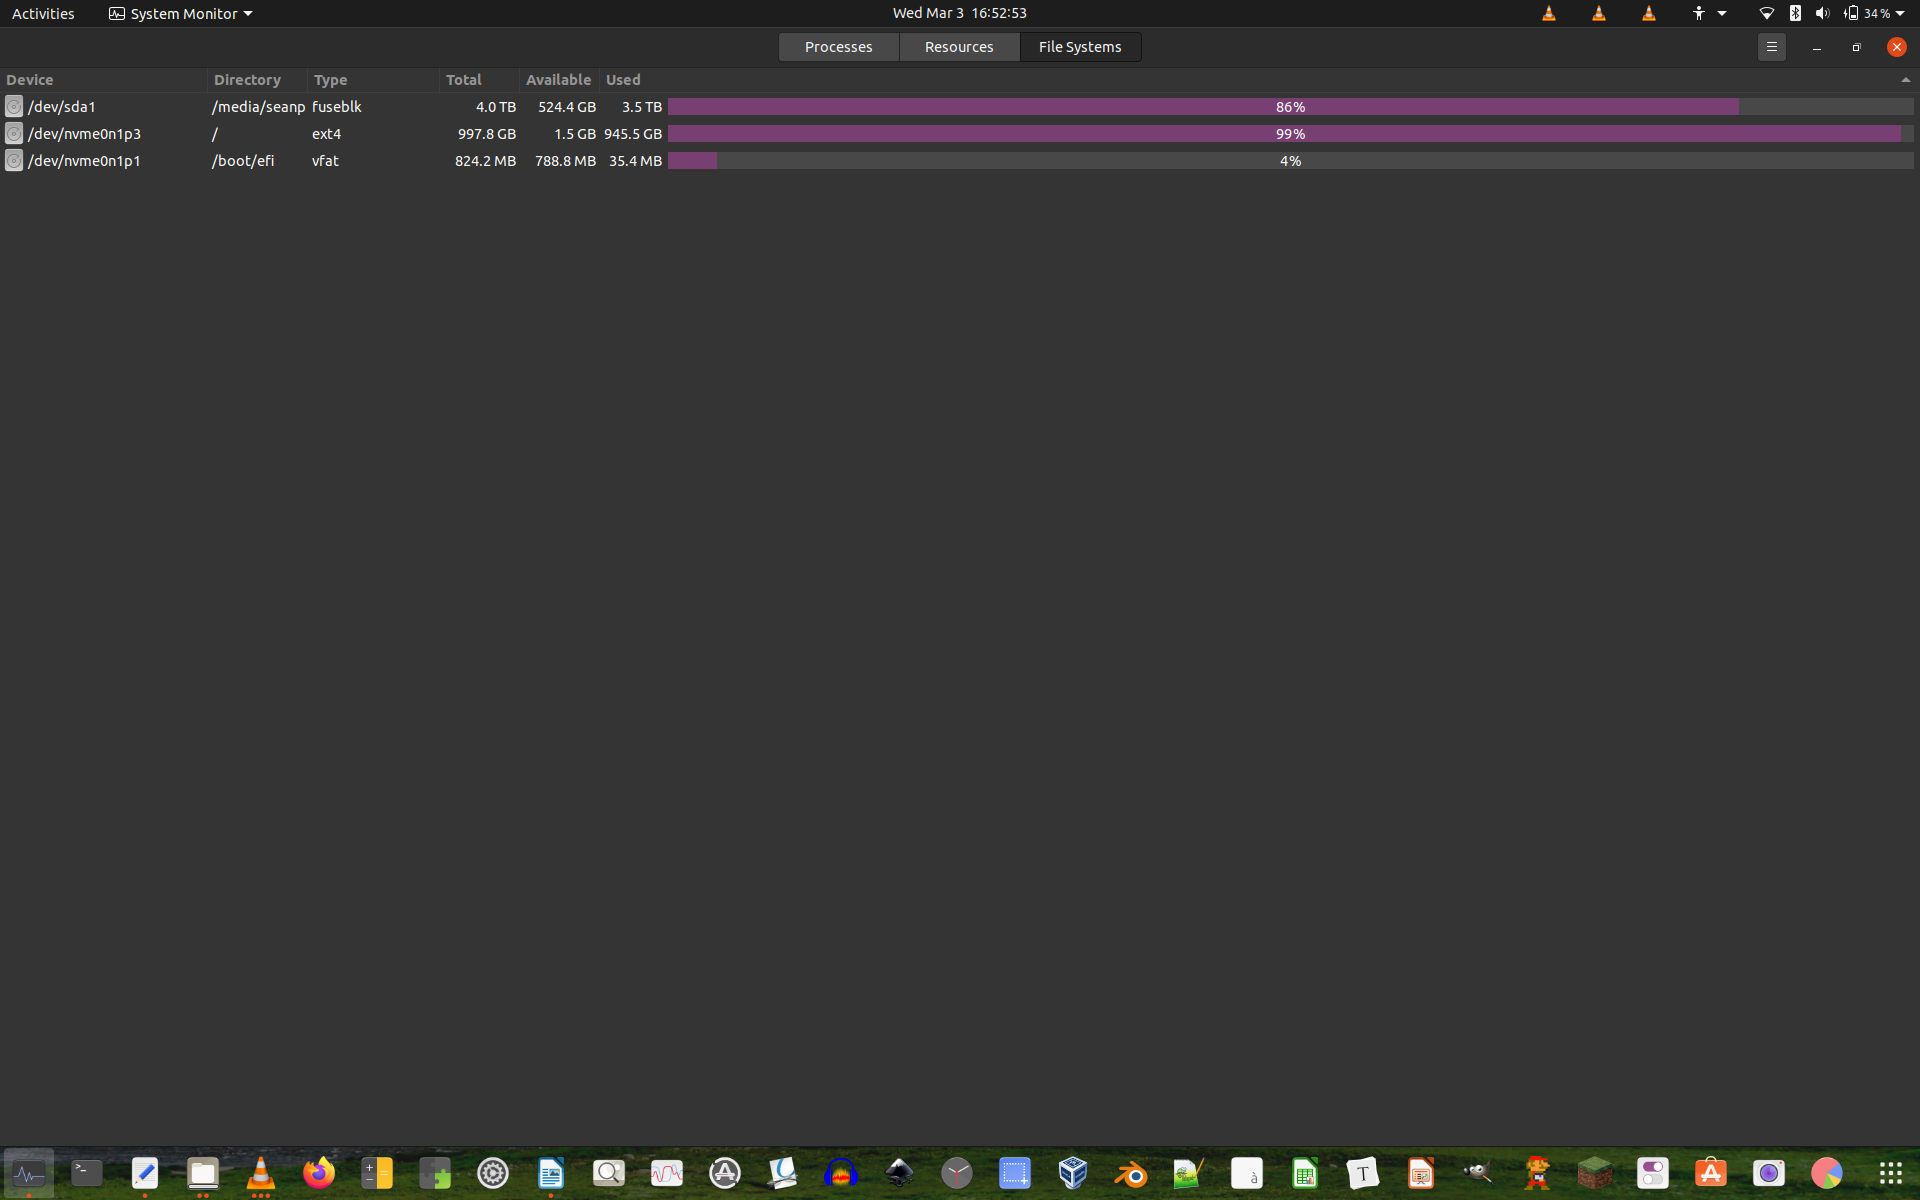 Activities System Monitor Wed Mar 3 16:52:53 34%
Processes Resources File Systems
Device Directory Type Total Available Used
/dev/sda1 /media/seanp fuseblk 4.0 TB 524.4 GB 3.5 TB 86%
/dev/nvme0n1p3 / ext4 997.8 GB 1.5 GB 945.5 GB 99%
/dev/nvme0n1p1 /boot/efi vfat 824.2 MB 788.8 MB 35.4 MB 4%